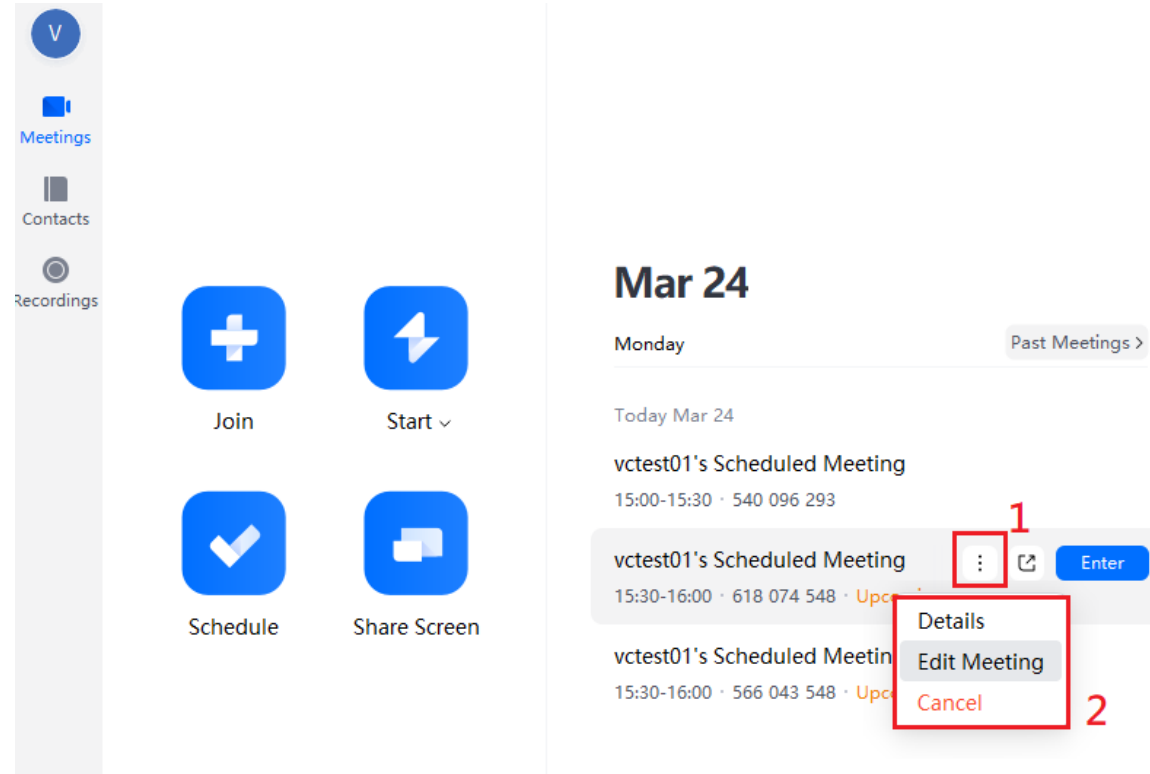 V
Meetings
Contacts
Recordings
Join
Start
Schedule
Share Screen
Mar 24
Monday
Past Meetings >
Today Mar 24
vctest01's Scheduled Meeting
15:00-15:30 · 540 096 293
1
vctest01's Scheduled Meeting
Enter
15:30-16:00 · 618 074 548 ·
Details
Edit Meeting
Cancel
vctest01's Scheduled
15:30-16:00 · 566 043 548 ·
2